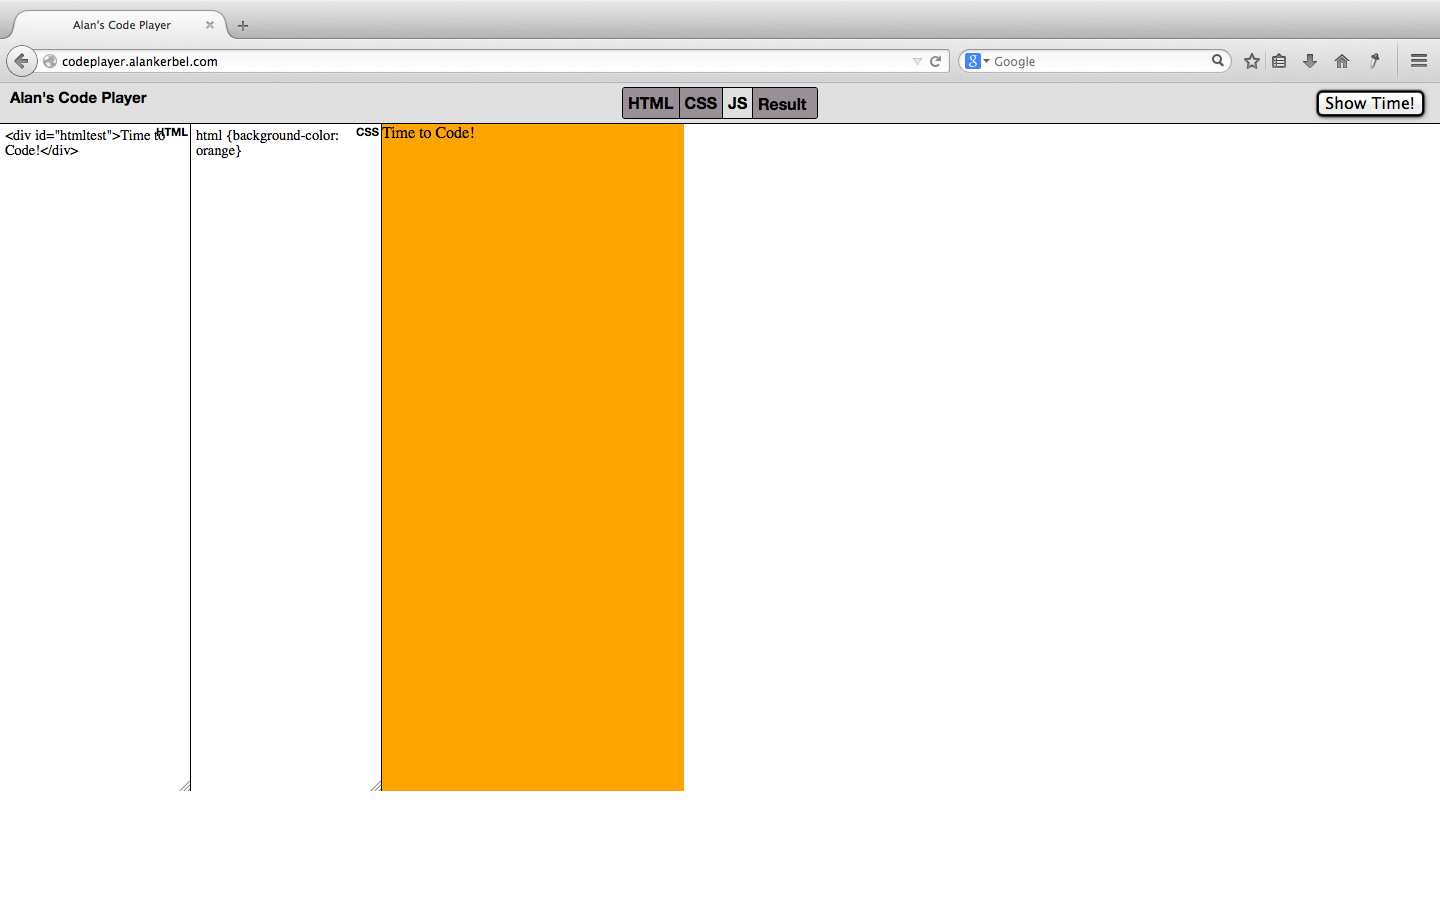 Alan's Code Player
codeplayer.alankerbel.com
Google
Alan's Code Player
HTML CSS JS Result
Show Time!
<div id="htmltest">Time to
Code!</div>
HTML
html {background-color:
orange}
CSS
Time to Code!